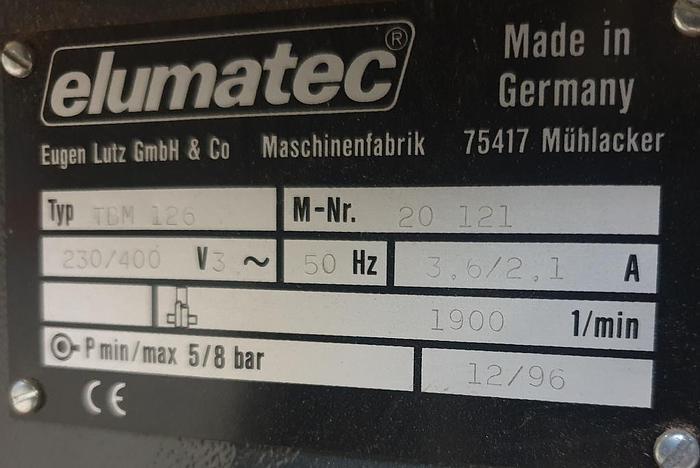 elumatec®
Made in
Germany
Eugen Lutz GmbH & Co Maschinenfabrik 75417 Mühlacker
Typ TBM 126 M-Nr. 20 121
230/400 V3 ~ 50 Hz 3,6/2,1 A
1900 1/min
P min/max 5/8 bar
12/96
CE